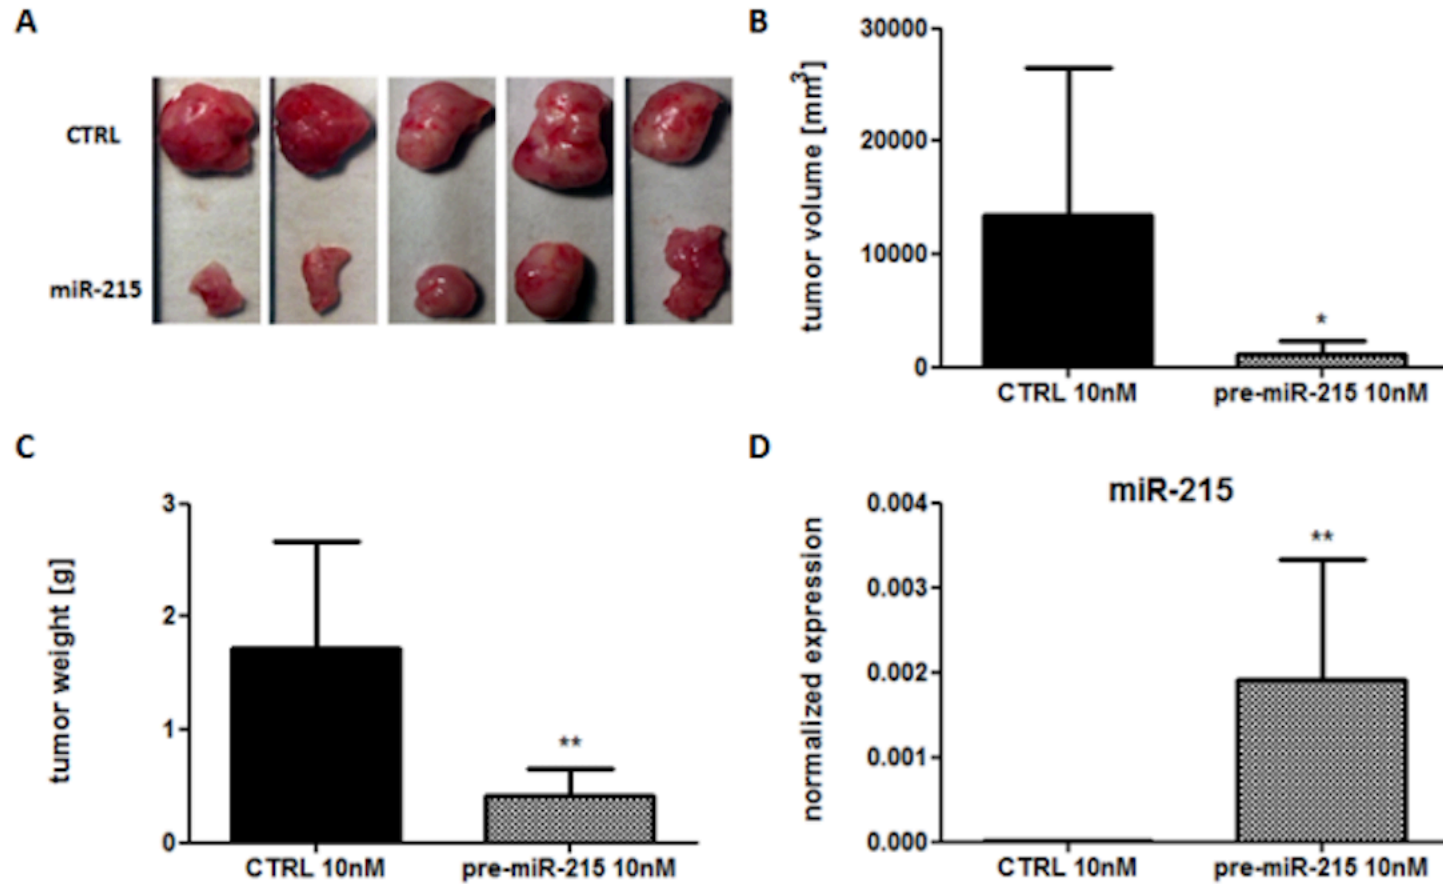 A
CTRL
miR-215
B
tumor volume [mm³]
30000
20000
10000
0
*
CTRL 10nM
pre-miR-215 10nM
C
tumor weight [g]
3
2
1
0
**
CTRL 10nM
pre-miR-215 10nM
D
miR-215
normalized expression
0.004
0.003
0.002
0.001
0.000
**
CTRL 10nM
pre-miR-215 10nM